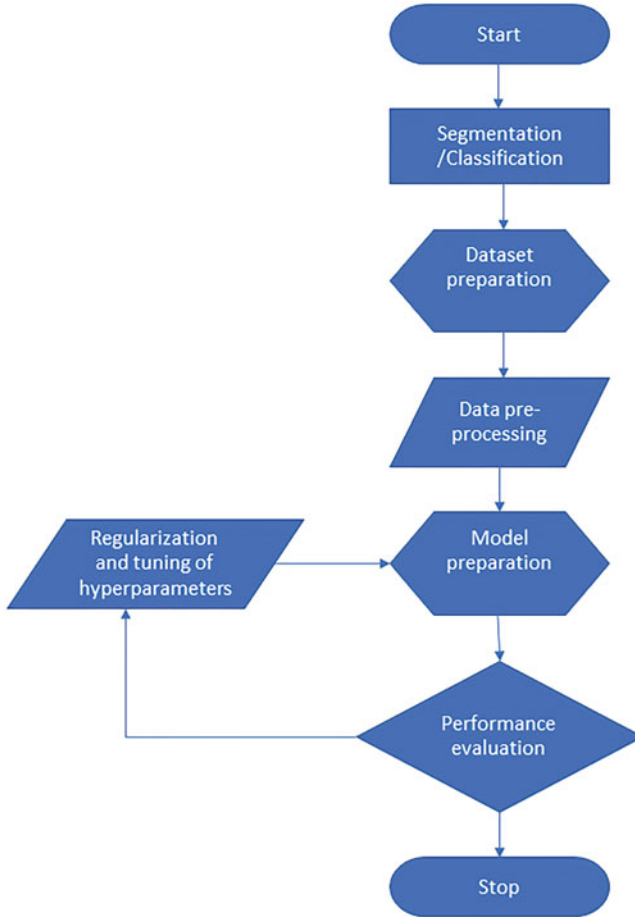 Start
Segmentation
/Classification
Dataset
preparation
Data pre-
processing
Model
preparation
Regularization
and tuning of
hyperparameters
Performance
evaluation
Stop